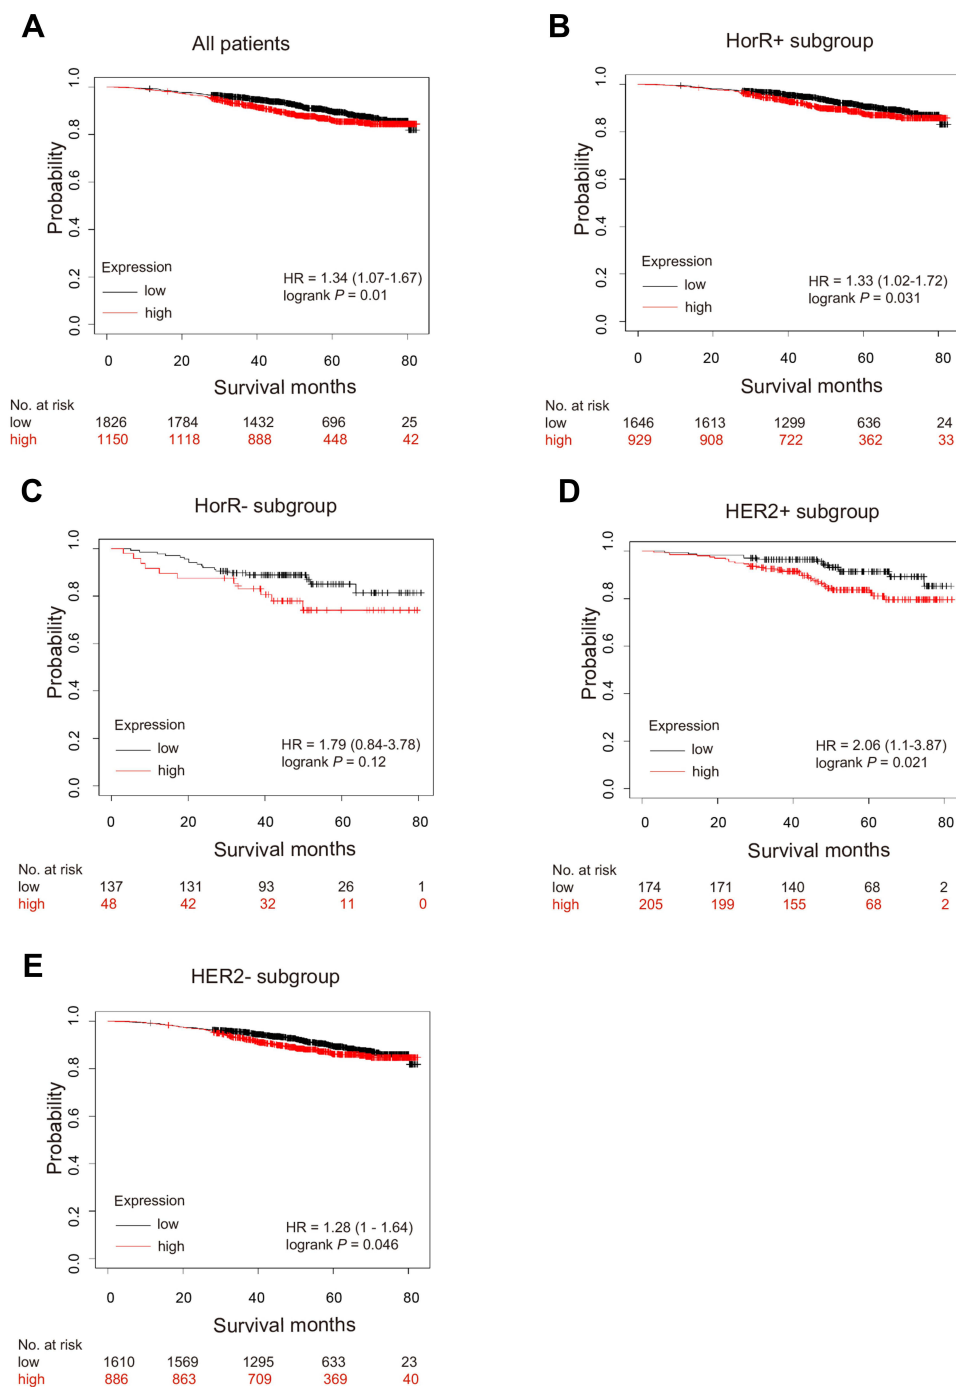 A
All patients
Probability
1.0
0.8
0.6
0.4
0.2
0.0
Expression
low
high
HR = 1.34 (1.07-1.67)
logrank P = 0.01
0 20 40 60 80
Survival months
No. at risk
low 1826 1784 1432 696 25
high 1150 1118 888 448 42
B
HorR+ subgroup
Probability
1.0
0.8
0.6
0.4
0.2
0.0
Expression
low
high
HR = 1.33 (1.02-1.72)
logrank P = 0.031
0 20 40 60 80
Survival months
No. at risk
low 1646 1613 1299 636 24
high 929 908 722 362 33
C
HorR- subgroup
Probability
1.0
0.8
0.6
0.4
0.2
0.0
Expression
low
high
HR = 1.79 (0.84-3.78)
logrank P = 0.12
0 20 40 60 80
Survival months
No. at risk
low 137 131 93 26 1
high 48 42 32 11 0
D
HER2+ subgroup
Probability
1.0
0.8
0.6
0.4
0.2
0.0
Expression
low
high
HR = 2.06 (1.1-3.87)
logrank P = 0.021
0 20 40 60 80
Survival months
No. at risk
low 174 171 140 68 2
high 205 199 155 68 2
E
HER2- subgroup
Probability
1.0
0.8
0.6
0.4
0.2
0.0
Expression
low
high
HR = 1.28 (1 - 1.64)
logrank P = 0.046
0 20 40 60 80
Survival months
No. at risk
low 1610 1569 1295 633 23
high 886 863 709 369 40